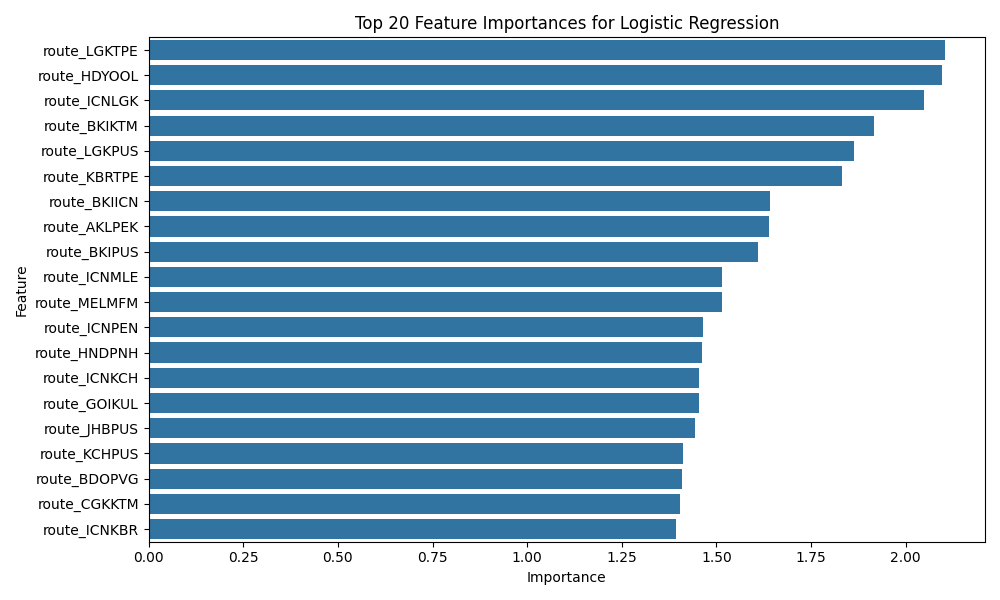 Top 20 Feature Importances for Logistic Regression
route_LGKTPE
route_HDYOOL
route_ICNLGK
route_BKIKTM
route_LGKPUS
route_KBRTPE
route_BKIICN
route_AKLPEK
route_BKIPUS
route_ICNMLE
route_MELMFM
route_ICNPEN
route_HNDPNH
route_ICNKCH
route_GOIKUL
route_JHBPUS
route_KCHPUS
route_BDOPVG
route_CGKKTM
route_ICNKBR
Feature
0.00 0.25 0.50 0.75 1.00 1.25 1.50 1.75 2.00
Importance